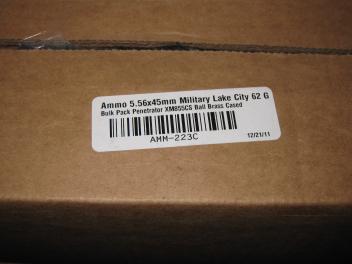 Ammo 5.56x45mm Military Lake City 62 G
Bulk Pack Penetrator XM855CS Ball Brass Cased
AMM-223C
12/21/11